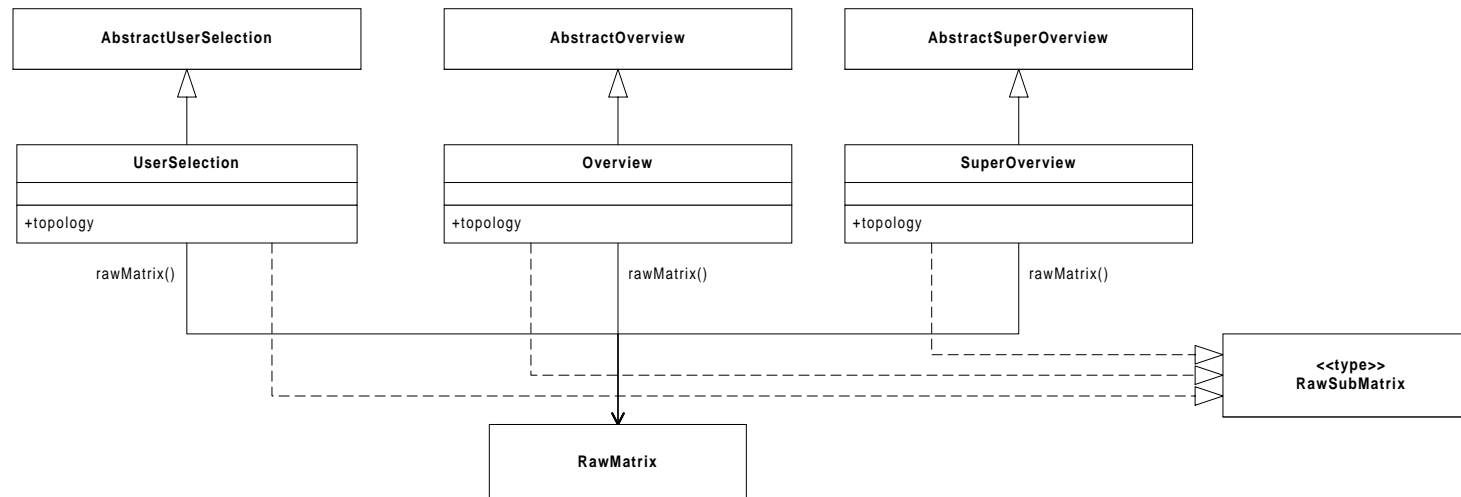 AbstractUserSelection
AbstractOverview
AbstractSuperOverview
UserSelection
Overview
SuperOverview
+topology
+topology
+topology
rawMatrix()
rawMatrix()
rawMatrix()
<<type>>
RawSubMatrix
RawMatrix